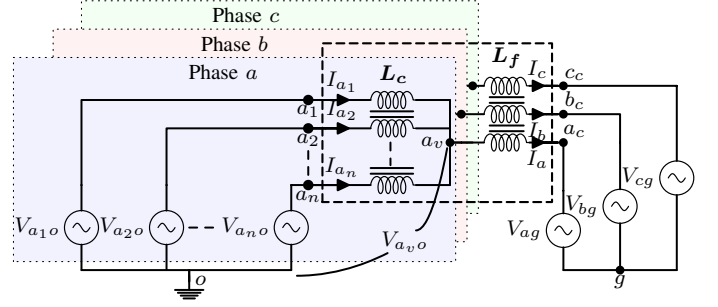 Phase c
Phase b
Phase a
L_c
L_f
I_{a_1}
I_{a_2}
I_{a_n}
a_1
a_2
a_n
a_v
I_c
I_b
I_a
c_c
b_c
a_c
V_{a_1o}
V_{a_2o}
V_{a_no}
V_{a_vo}
V_{ag}
V_{bg}
V_{cg}
o
g